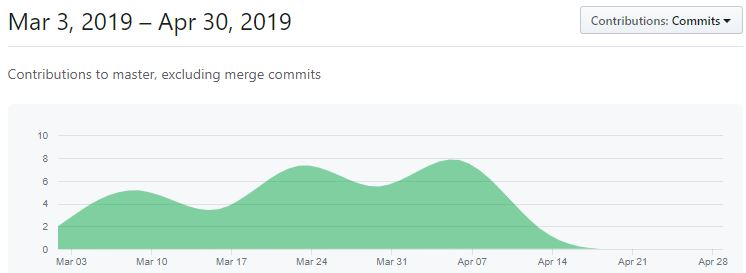 Mar 3, 2019 – Apr 30, 2019
Contributions: Commits
Contributions to master, excluding merge commits
10
8
6
4
2
0
Mar 03 Mar 10 Mar 17 Mar 24 Mar 31 Apr 07 Apr 14 Apr 21 Apr 28